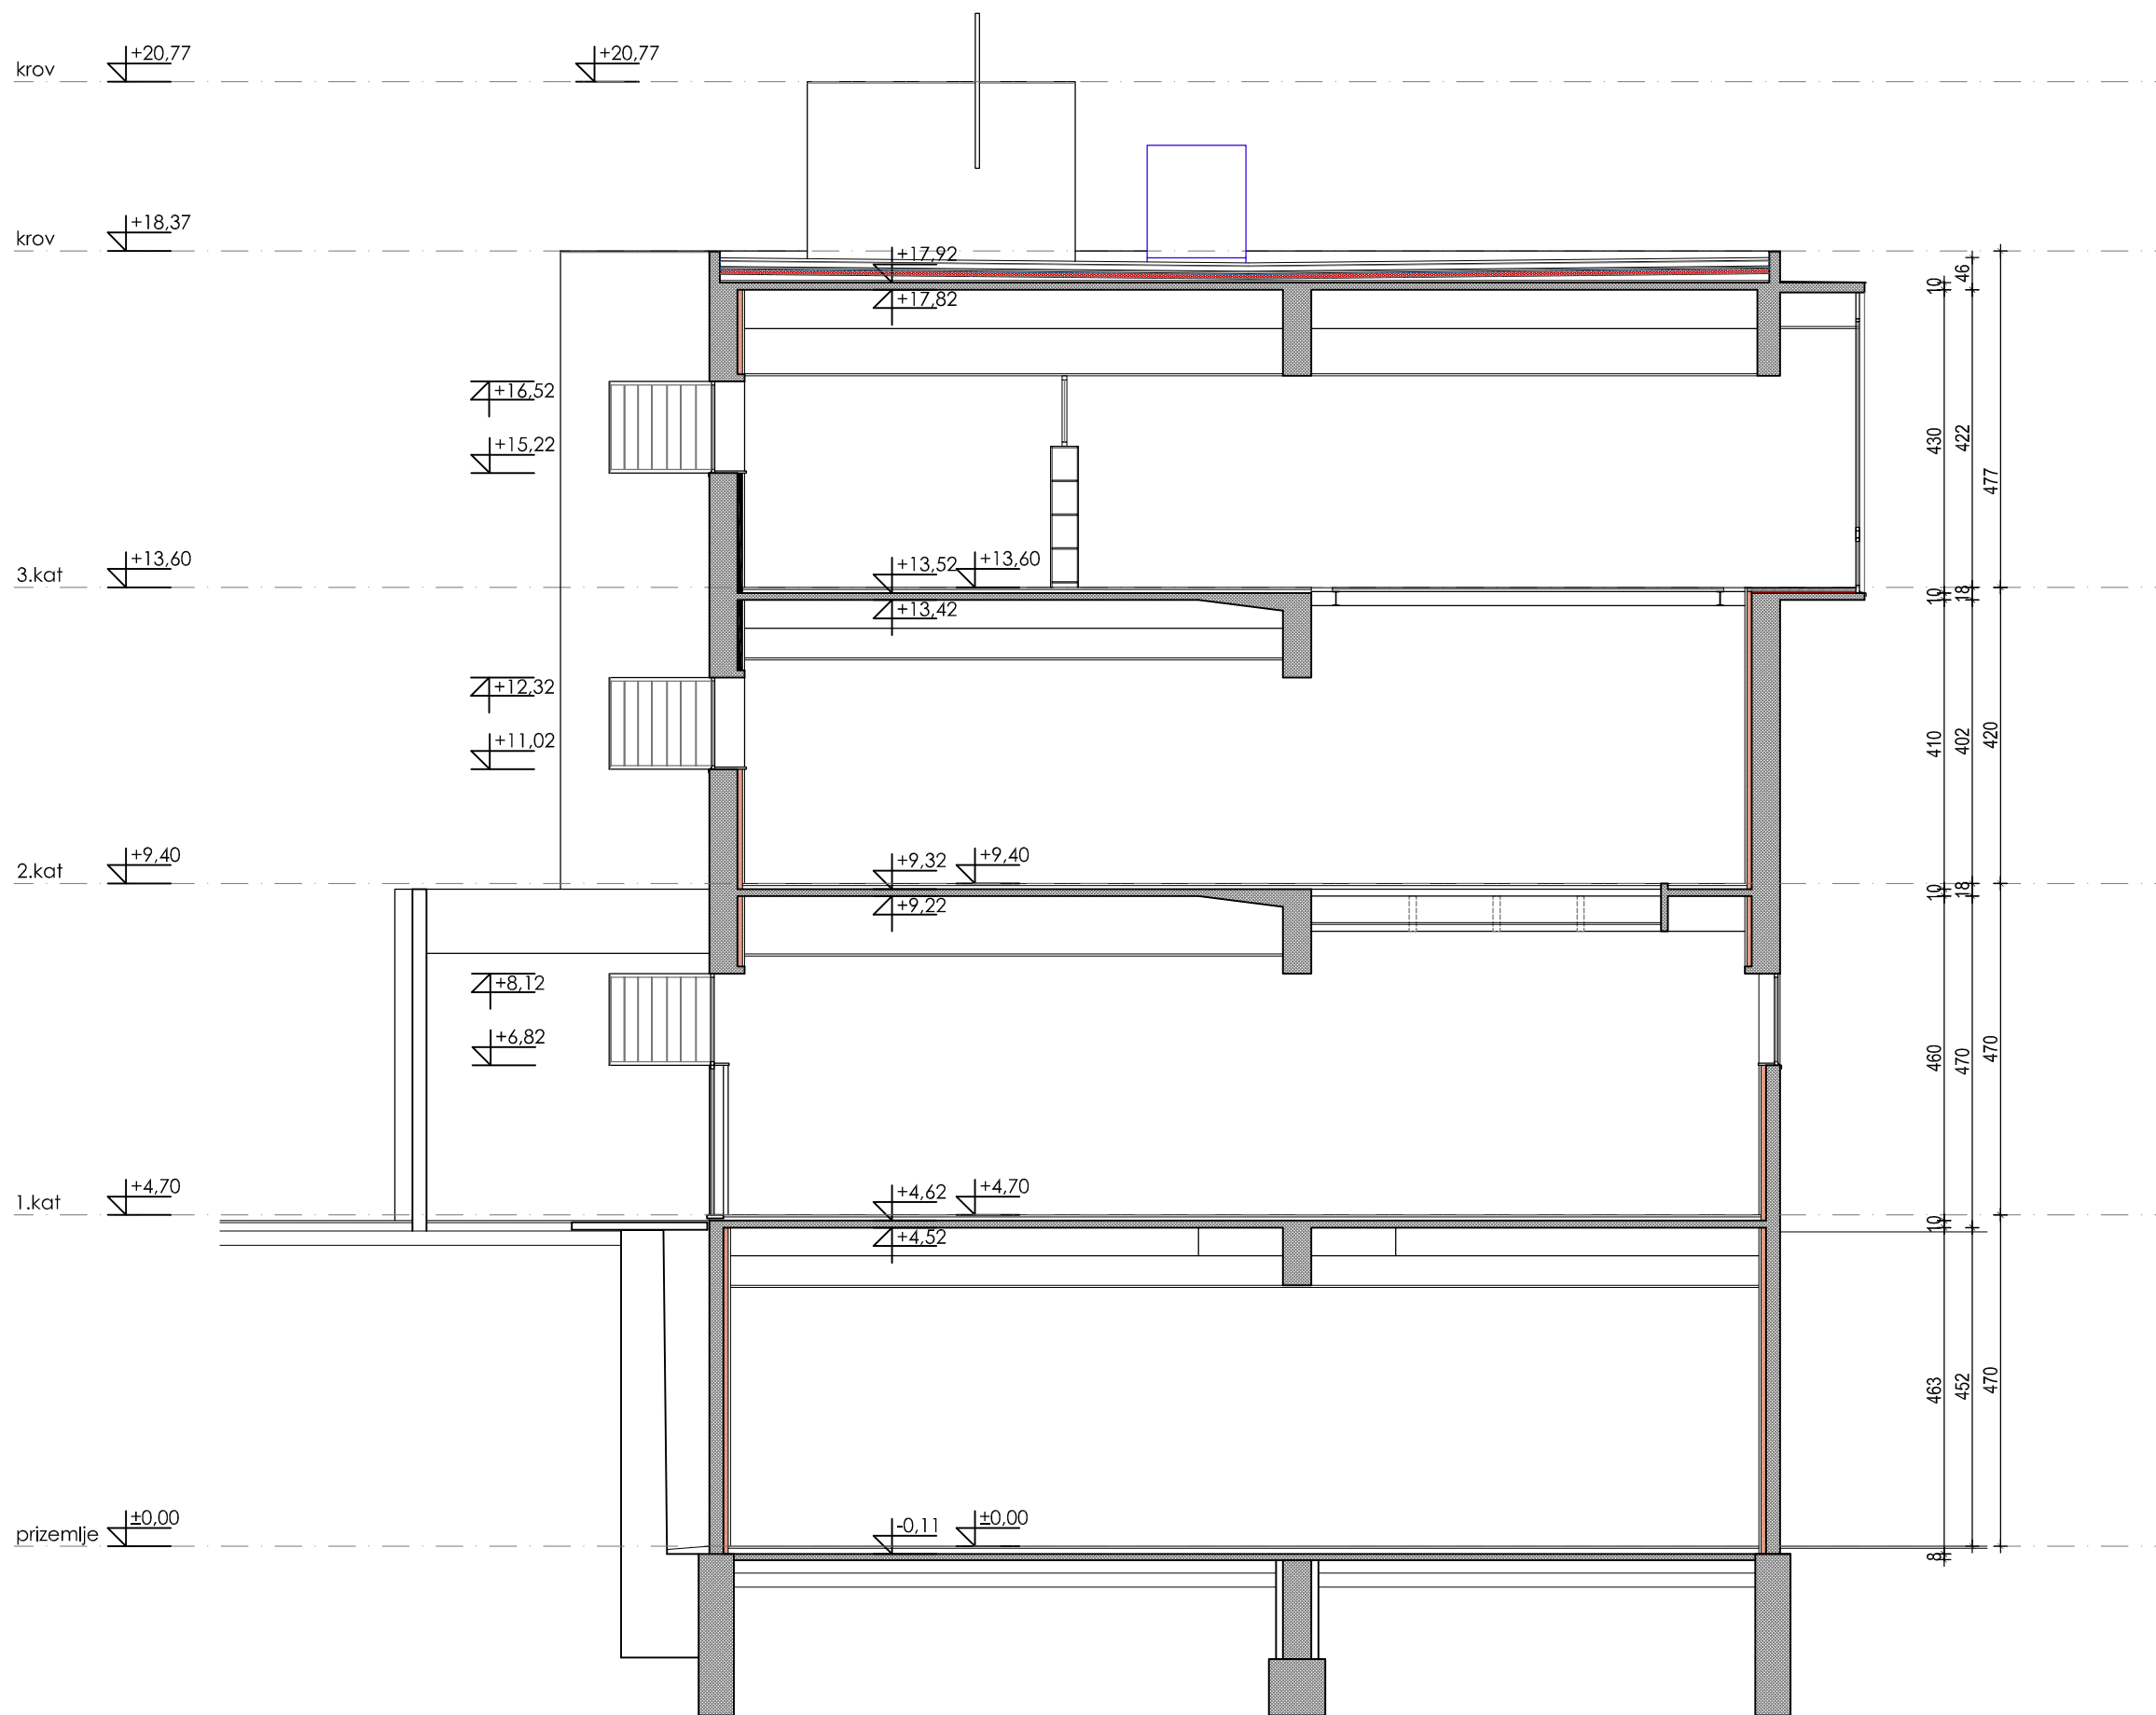 krov +20,77 +20,77
krov +18,37
+17,92
+17,82
10 46
+16,52
+15,22
430 422 477
3.kat +13,60
+13,52 +13,60
+13,42
10 18
+12,32
+11,02
410 402 420
2.kat +9,40
+9,32 +9,40
+9,22
10 18
+8,12
+6,82
460 470 470
1.kat +4,70
+4,62 +4,70
+4,52
10
463 452 470
prizemlje ±0,00
-0,11 ±0,00
8